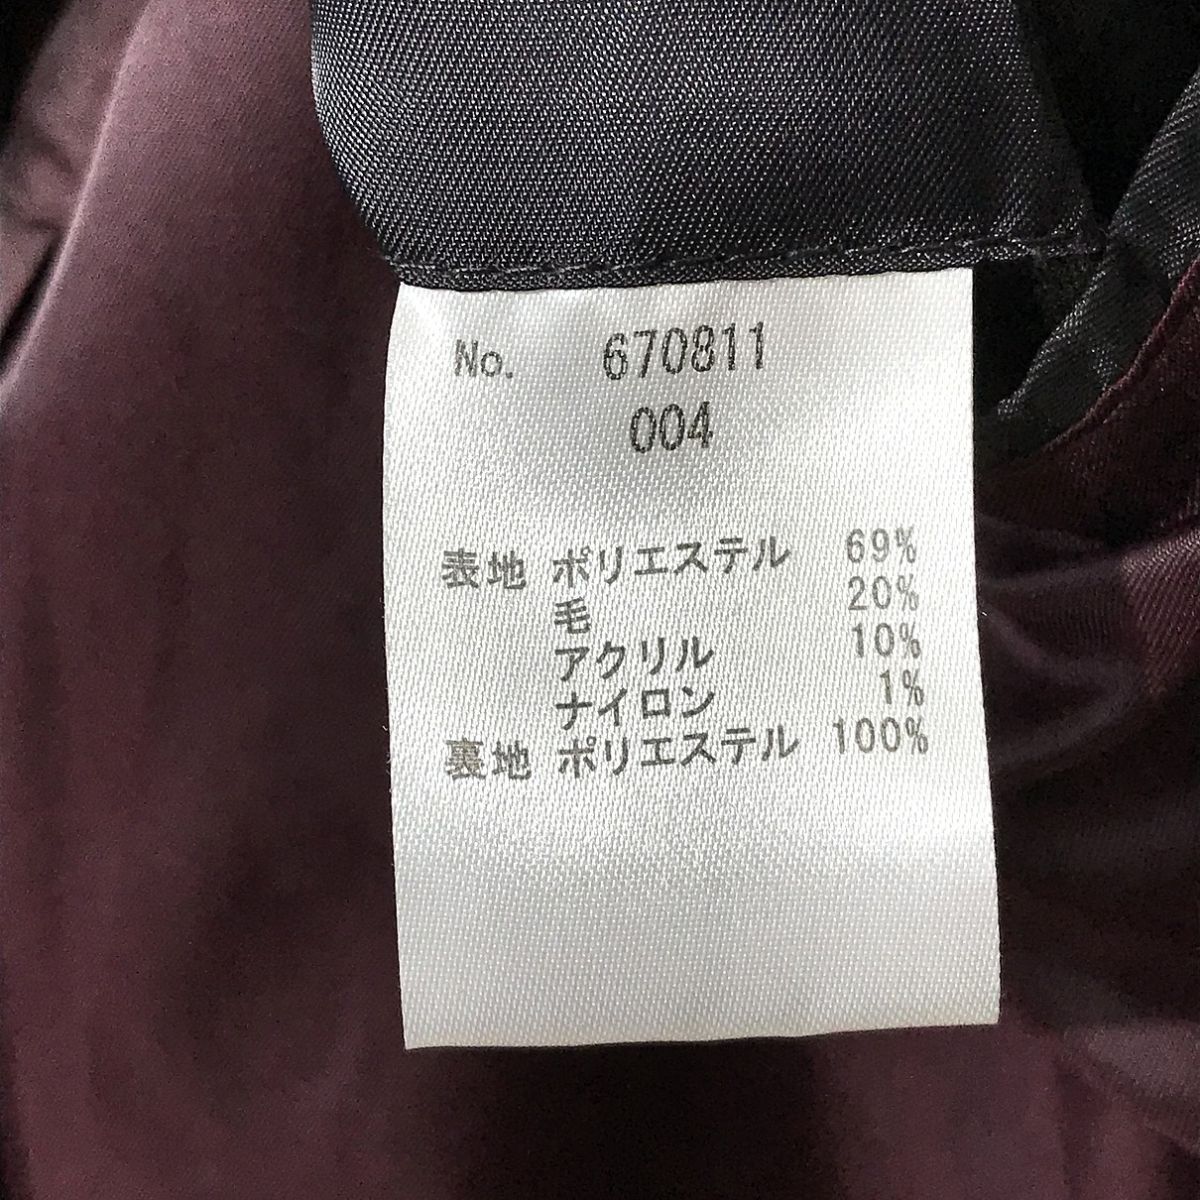 No. 670811
004
表地 ポリエステル 69%
毛 20%
アクリル 10%
ナイロン 1%
裏地 ポリエステル 100%